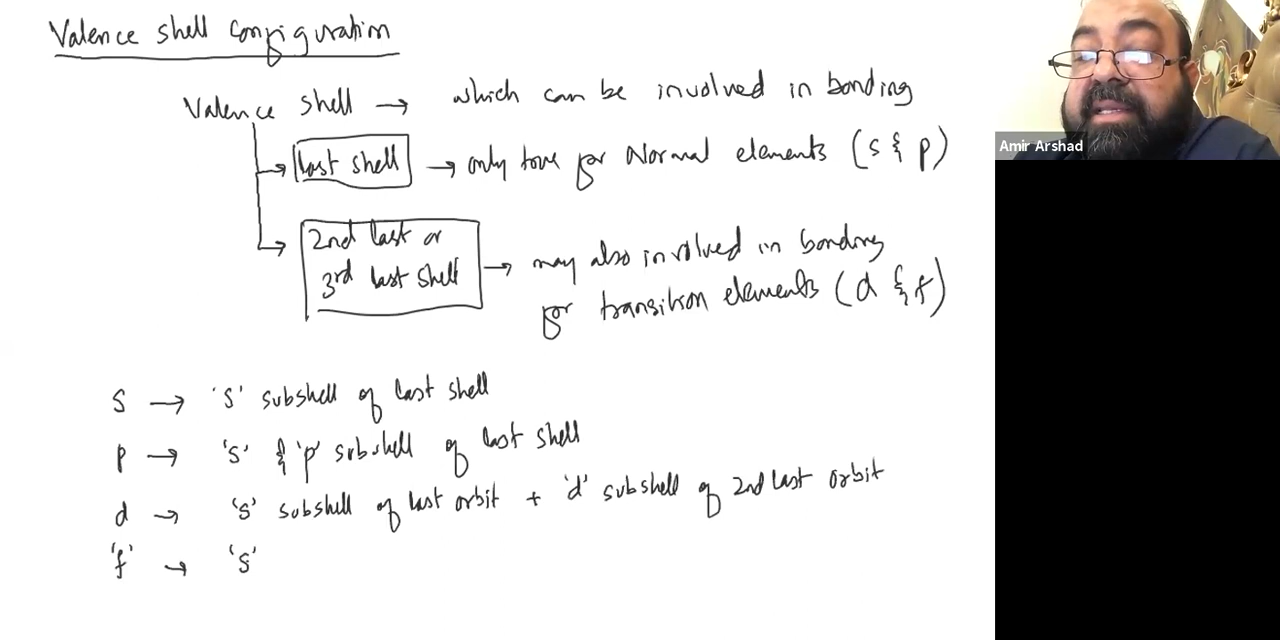 Valence shell configuration
Valence shell → which can be involved in bonding
last shell → only true for Normal elements (s & p)
2nd last or
3rd last shell → may also involved in bonding
for transition elements (d & f)
S → 's' subshell of last shell
p → 's' & 'p' subshell of last shell
d → 's' subshell of last orbit + 'd' subshell of 2nd last orbit
'f' → 's'
Amir Arshad